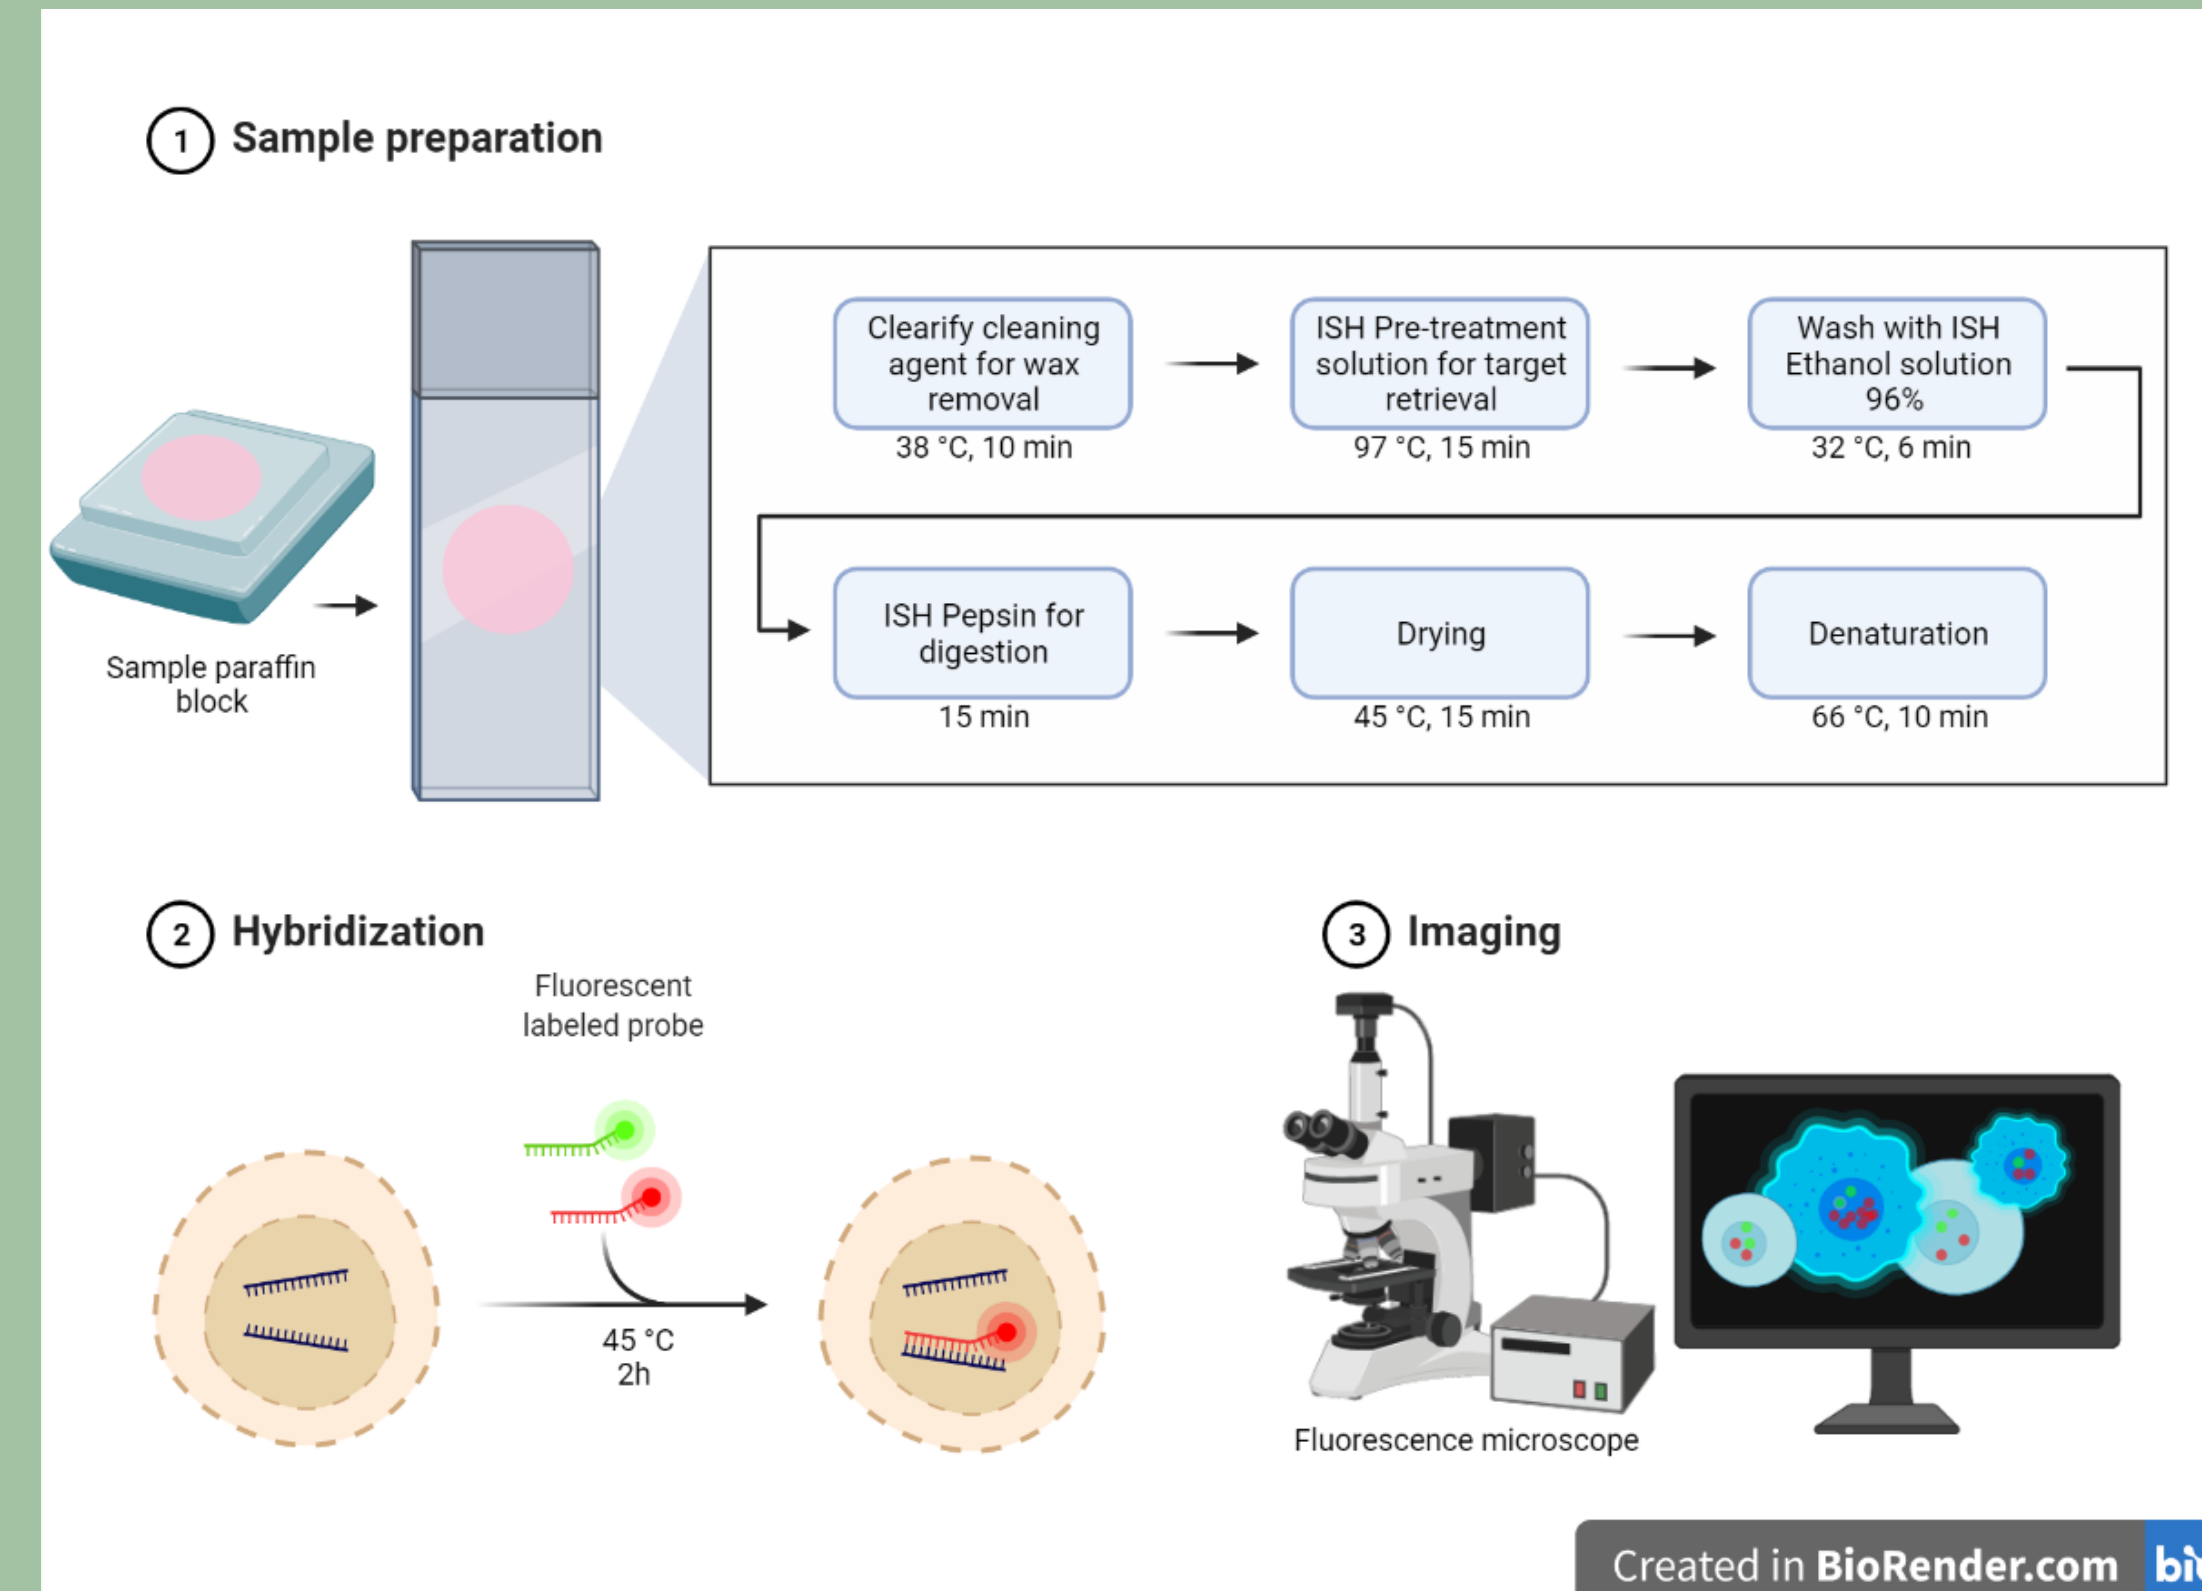 1 Sample preparation
Clearify cleaning
agent for wax
removal
38 °C, 10 min
ISH Pre-treatment
solution for target
retrieval
97 °C, 15 min
Wash with ISH
Ethanol solution
96%
32 °C, 6 min
ISH Pepsin for
digestion
15 min
Drying
45 °C, 15 min
Denaturation
66 °C, 10 min
Sample paraffin
block
2 Hybridization
Fluorescent
labeled probe
45 °C
2h
3 Imaging
Fluorescence microscope
Created in BioRender.com